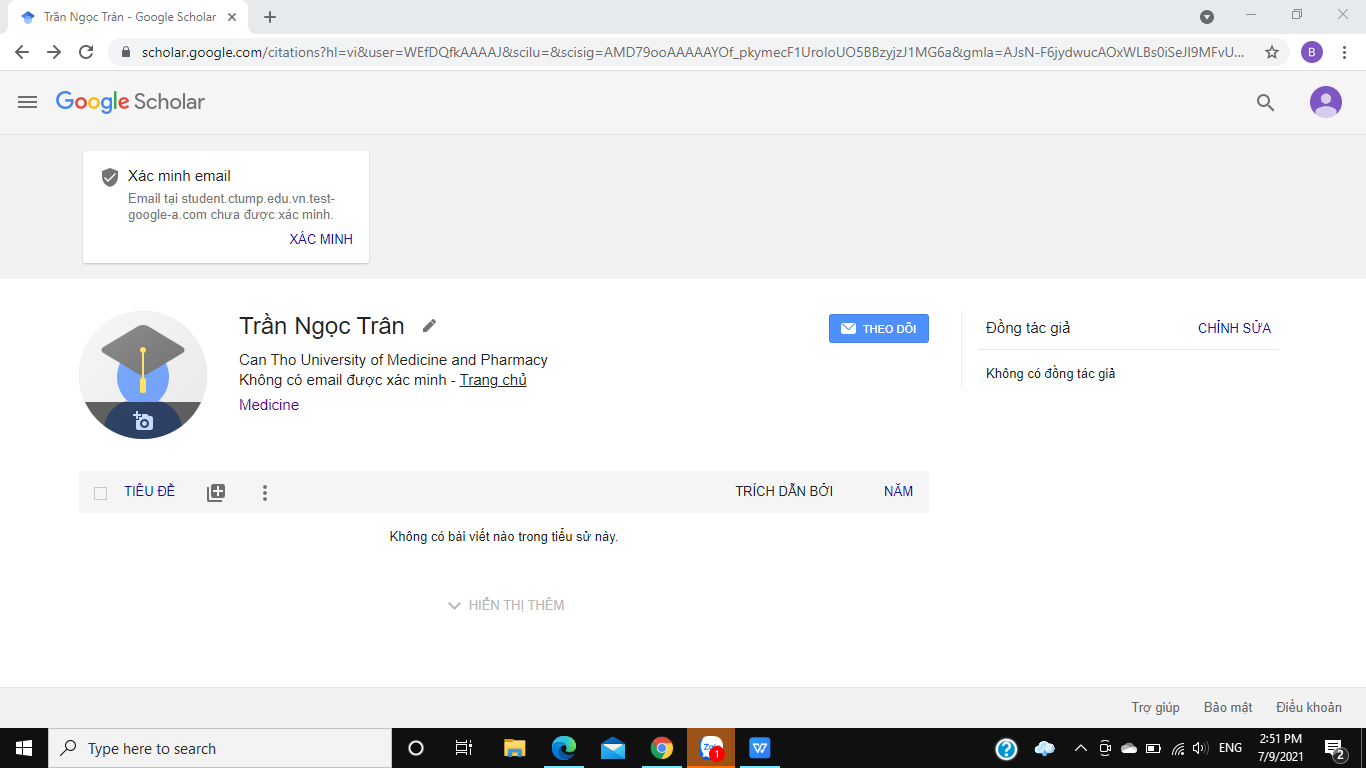 Trần Ngọc Trân - Google Scholar
scholar.google.com/citations?hl=vi&user=WEfDQfkAAAAJ&scilu=&scisig=AMD79ooAAAAAYOf_pkymecF1UroIoUO5BBzyjzJ1MG6a&gmla=AJsN-F6jydwucAOxWLBs0iSeJI9MFvU...
B
Google Scholar
Xác minh email
Email tại student.ctump.edu.vn.test-
google-a.com chưa được xác minh.
XÁC MINH
Trần Ngọc Trân
THEO DÕI
Can Tho University of Medicine and Pharmacy
Không có email được xác minh - Trang chủ
Medicine
Đồng tác giả
CHỈNH SỬA
Không có đồng tác giả
TIÊU ĐỀ
TRÍCH DẪN BỞI
NĂM
Không có bài viết nào trong tiểu sử này.
HIỂN THỊ THÊM
Trợ giúp Bảo mật Điều khoản
Type here to search
Zalo
1
W
?
ENG
2:51 PM
7/9/2021
2